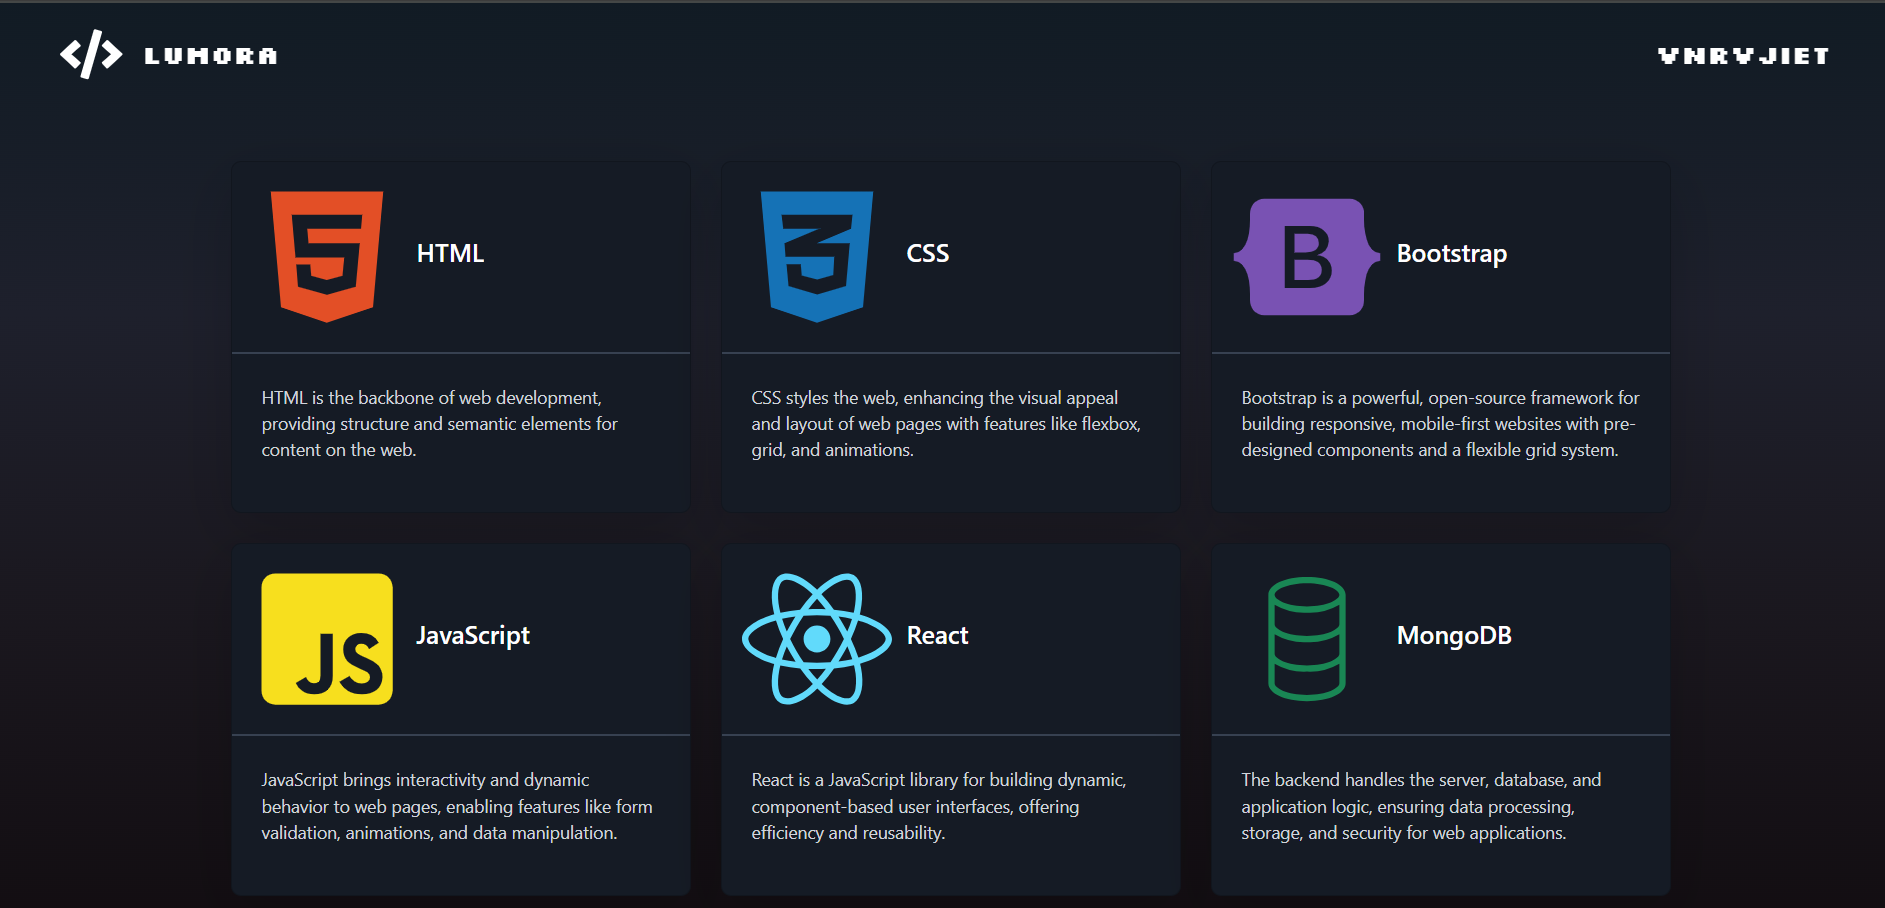 LUMORA
VNRVJIET
HTML
CSS
Bootstrap
HTML is the backbone of web development,
providing structure and semantic elements for
content on the web.
CSS styles the web, enhancing the visual appeal
and layout of web pages with features like flexbox,
grid, and animations.
Bootstrap is a powerful, open-source framework for
building responsive, mobile-first websites with pre-
designed components and a flexible grid system.
JS
JavaScript
React
MongoDB
JavaScript brings interactivity and dynamic
behavior to web pages, enabling features like form
validation, animations, and data manipulation.
React is a JavaScript library for building dynamic,
component-based user interfaces, offering
efficiency and reusability.
The backend handles the server, database, and
application logic, ensuring data processing,
storage, and security for web applications.